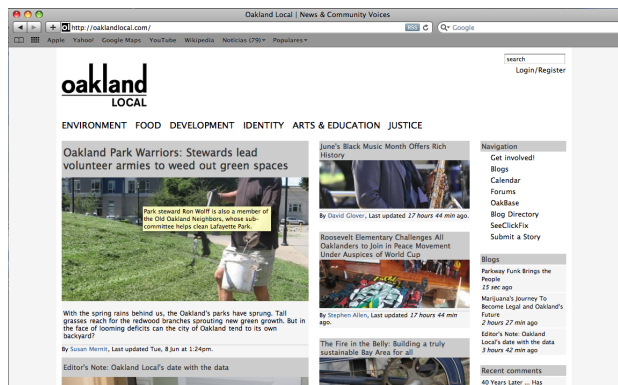 Oakland Local | News & Community Voices
http://oaklandlocal.com/
RSS
Google
Apple Yahoo! Google Maps YouTube Wikipedia Noticias (79)▾ Populares▾
search
Login/Register
oakland
LOCAL
ENVIRONMENT FOOD DEVELOPMENT IDENTITY ARTS & EDUCATION JUSTICE
Oakland Park Warriors: Stewards lead
volunteer armies to weed out green spaces
Park steward Ron Wolff is also a member of
the Old Oakland Neighbors, whose sub-
committee helps clean Lafayette Park.
With the spring rains behind us, the Oakland's parks have sprung. Tall
grasses reach for the redwood branches sprouting new green growth. But in
the face of looming deficits can the city of Oakland tend to its own
backyard?
By Susan Mernit, Last updated Tue, 8 Jun at 1:24pm.
Editor's Note: Oakland Local's date with the data
June's Black Music Month Offers Rich
History
By David Glover, Last updated 17 hours 44 min ago.
Roosevelt Elementary Challenges All
Oaklanders to Join in Peace Movement
Under Auspices of World Cup
By Stephen Allen, Last updated 17 hours 44 min
ago.
The Fire in the Belly: Building a truly
sustainable Bay Area for all
Navigation
Get involved!
Blogs
Calendar
Forums
OakBase
Blog Directory
SeeClickFix
Submit a Story
Blogs
Parkway Funk Brings the
People
15 sec ago
Marijuana's Journey To
Become Legal and Oakland's
Future
2 hours 27 min ago
Editor's Note: Oakland
Local's date with the data
3 hours 42 min ago
Recent comments
40 Years Later ... Has